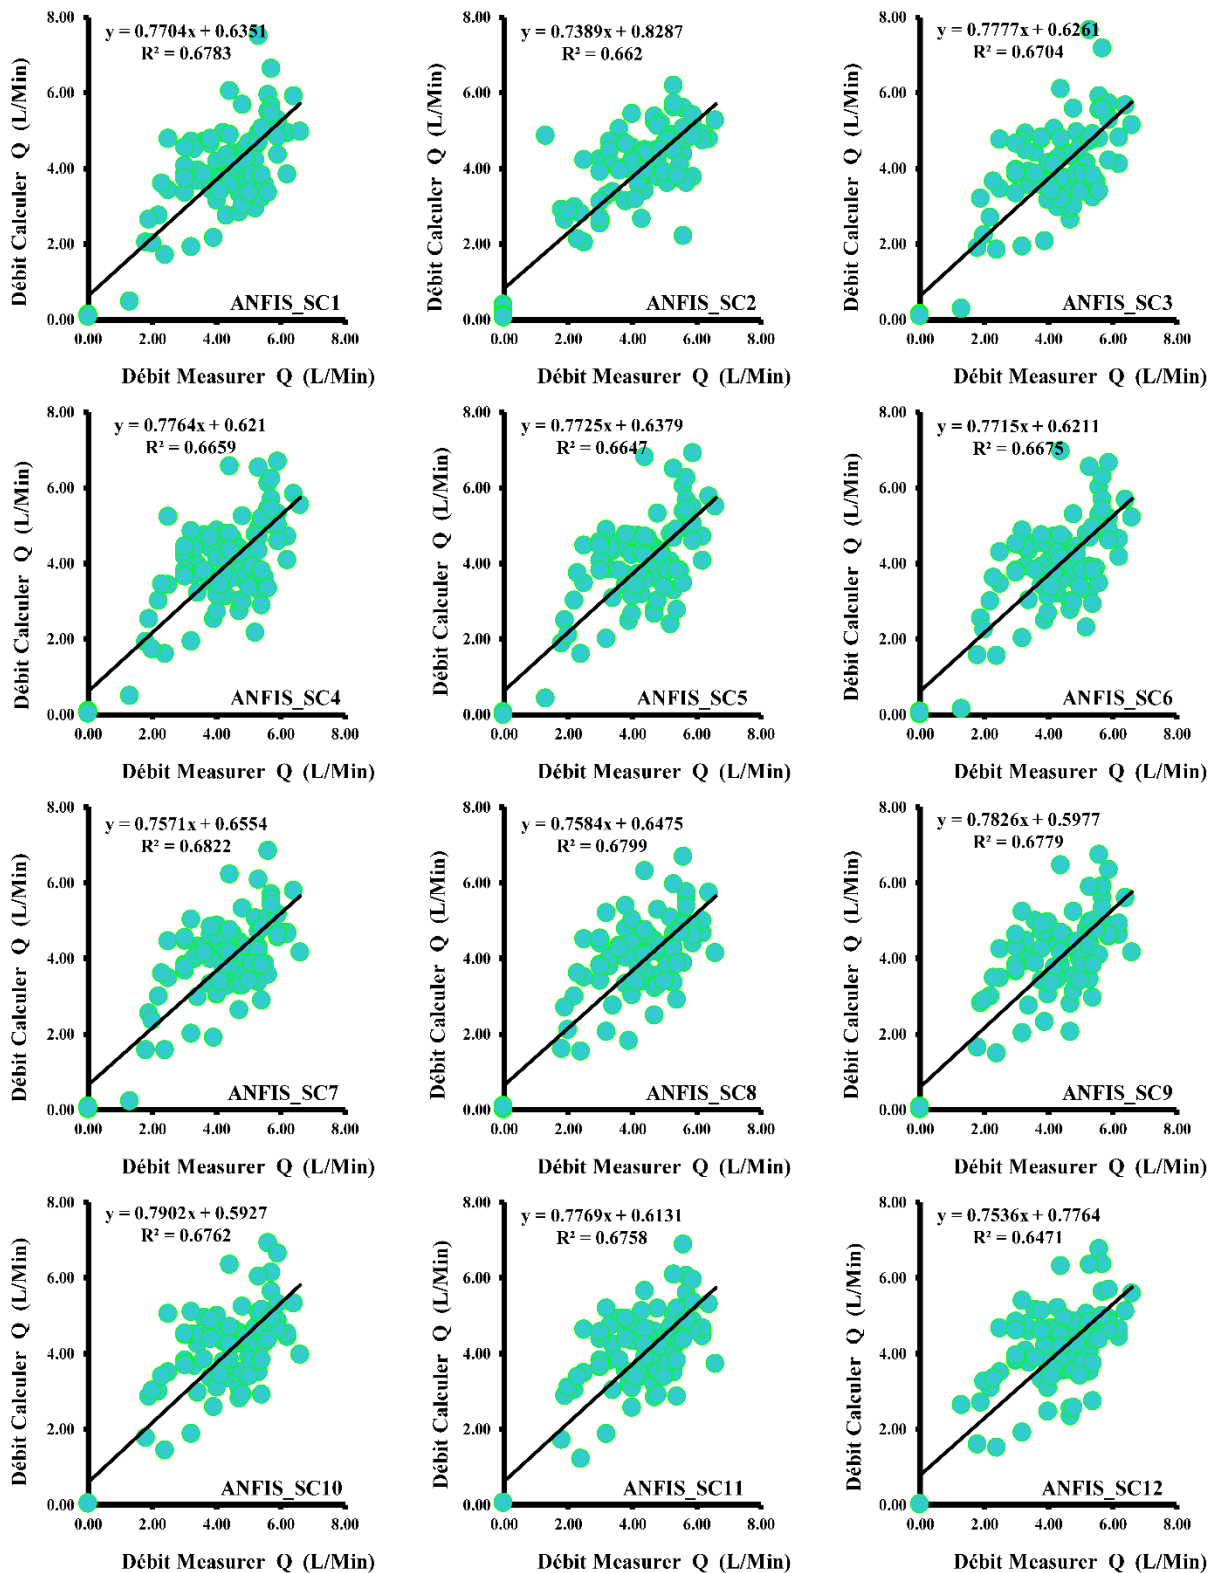 y = 0.7704x + 0.6351
R² = 0.6783
Débit Calculer Q (L/Min)
8.00
6.00
4.00
2.00
0.00
ANFIS_SC1
0.00 2.00 4.00 6.00 8.00
Débit Measurer Q (L/Min)
y = 0.7389x + 0.8287
R² = 0.662
Débit Calculer Q (L/Min)
8.00
6.00
4.00
2.00
0.00
ANFIS_SC2
0.00 2.00 4.00 6.00 8.00
Débit Measurer Q (L/Min)
y = 0.7777x + 0.6261
R² = 0.6704
Débit Calculer Q (L/Min)
8.00
6.00
4.00
2.00
0.00
ANFIS_SC3
0.00 2.00 4.00 6.00 8.00
Débit Measurer Q (L/Min)
y = 0.7764x + 0.621
R² = 0.6659
Débit Calculer Q (L/Min)
8.00
6.00
4.00
2.00
0.00
ANFIS_SC4
0.00 2.00 4.00 6.00 8.00
Débit Measurer Q (L/Min)
y = 0.7725x + 0.6379
R² = 0.6647
Débit Calculer Q (L/Min)
8.00
6.00
4.00
2.00
0.00
ANFIS_SC5
0.00 2.00 4.00 6.00 8.00
Débit Measurer Q (L/Min)
y = 0.7715x + 0.6211
R² = 0.6675
Débit Calculer Q (L/Min)
8.00
6.00
4.00
2.00
0.00
ANFIS_SC6
0.00 2.00 4.00 6.00 8.00
Débit Measurer Q (L/Min)
y = 0.7571x + 0.6554
R² = 0.6822
Débit Calculer Q (L/Min)
8.00
6.00
4.00
2.00
0.00
ANFIS_SC7
0.00 2.00 4.00 6.00 8.00
Débit Measurer Q (L/Min)
y = 0.7584x + 0.6475
R² = 0.6799
Débit Calculer Q (L/Min)
8.00
6.00
4.00
2.00
0.00
ANFIS_SC8
0.00 2.00 4.00 6.00 8.00
Débit Measurer Q (L/Min)
y = 0.7826x + 0.5977
R² = 0.6779
Débit Calculer Q (L/Min)
8.00
6.00
4.00
2.00
0.00
ANFIS_SC9
0.00 2.00 4.00 6.00 8.00
Débit Measurer Q (L/Min)
y = 0.7902x + 0.5927
R² = 0.6762
Débit Calculer Q (L/Min)
8.00
6.00
4.00
2.00
0.00
ANFIS_SC10
0.00 2.00 4.00 6.00 8.00
Débit Measurer Q (L/Min)
y = 0.7769x + 0.6131
R² = 0.6758
Débit Calculer Q (L/Min)
8.00
6.00
4.00
2.00
0.00
ANFIS_SC11
0.00 2.00 4.00 6.00 8.00
Débit Measurer Q (L/Min)
y = 0.7536x + 0.7764
R² = 0.6471
Débit Calculer Q (L/Min)
8.00
6.00
4.00
2.00
0.00
ANFIS_SC12
0.00 2.00 4.00 6.00 8.00
Débit Measurer Q (L/Min)